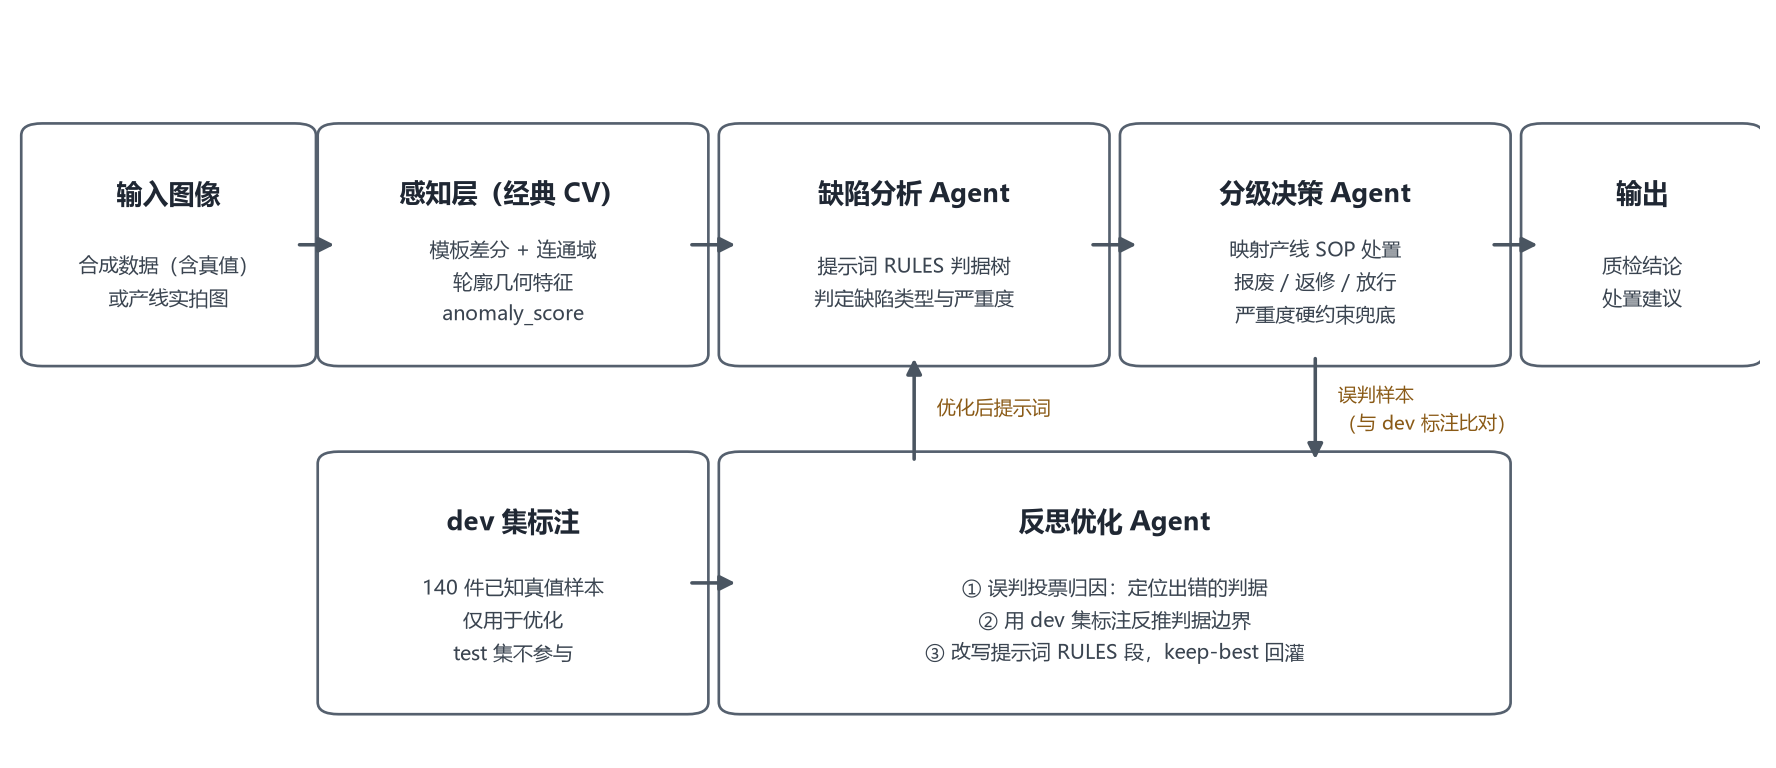 输入图像
合成数据（含真值）
或产线实拍图
感知层（经典 CV）
模板差分 + 连通域
轮廓几何特征
anomaly_score
缺陷分析 Agent
提示词 RULES 判据树
判定缺陷类型与严重度
分级决策 Agent
映射产线 SOP 处置
报废 / 返修 / 放行
严重度硬约束兜底
输出
质检结论
处置建议
优化后提示词
误判样本
（与 dev 标注比对）
dev 集标注
140 件已知真值样本
仅用于优化
test 集不参与
反思优化 Agent
① 误判投票归因：定位出错的判据
② 用 dev 集标注反推判据边界
③ 改写提示词 RULES 段，keep-best 回灌